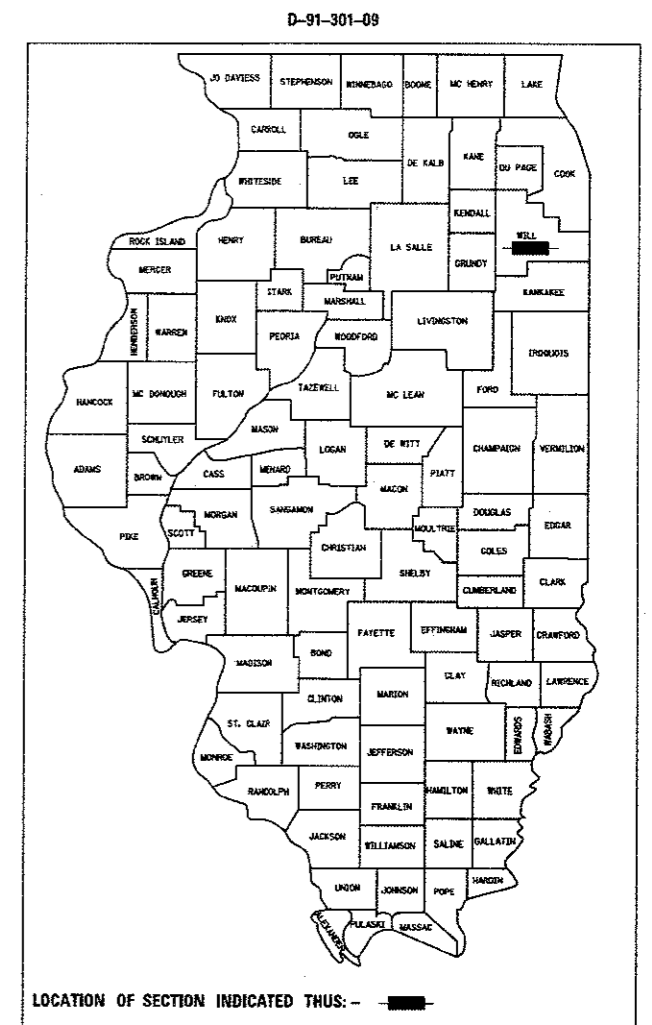 D-91-301-09
JO DAVIESS STEPHENSON WINNEBAGO BOONE MC HENRY LAKE
CARROLL OGLE
DE KALB KANE DU PAGE COOK
WHITESIDE LEE
KENDALL
WILL
ROCK ISLAND HENRY BUREAU LA SALLE
GRUNDY
MERCER PUTNAM
STARK MARSHALL KANKAKEE
HENDERSON WARREN KNOX PEORIA WOODFORD LIVINGSTON
IROQUOIS
HANCOCK MC DONOUGH FULTON TAZEWELL MC LEAN FORD
MASON
SCHUYLER LOGAN DE WITT CHAMPAIGN VERMILION
ADAMS BROWN CASS MENARD PIATT
MACON
MORGAN SANGAMON DOUGLAS
PIKE SCOTT CHRISTIAN MOULTRIE EDGAR
COLES
GREENE MACOUPIN MONTGOMERY SHELBY CUMBERLAND CLARK
CALHOUN
JERSEY FAYETTE EFFINGHAM JASPER CRAWFORD
MADISON BOND
CLAY RICHLAND LAWRENCE
CLINTON MARION
ST. CLAIR WAYNE EDWARDS WABASH
MONROE WASHINGTON JEFFERSON
RANDOLPH PERRY HAMILTON WHITE
FRANKLIN
JACKSON WILLIAMSON SALINE GALLATIN
UNION JOHNSON POPE HARDIN
ALEXANDER PULASKI MASSAC
LOCATION OF SECTION INDICATED THUS: -